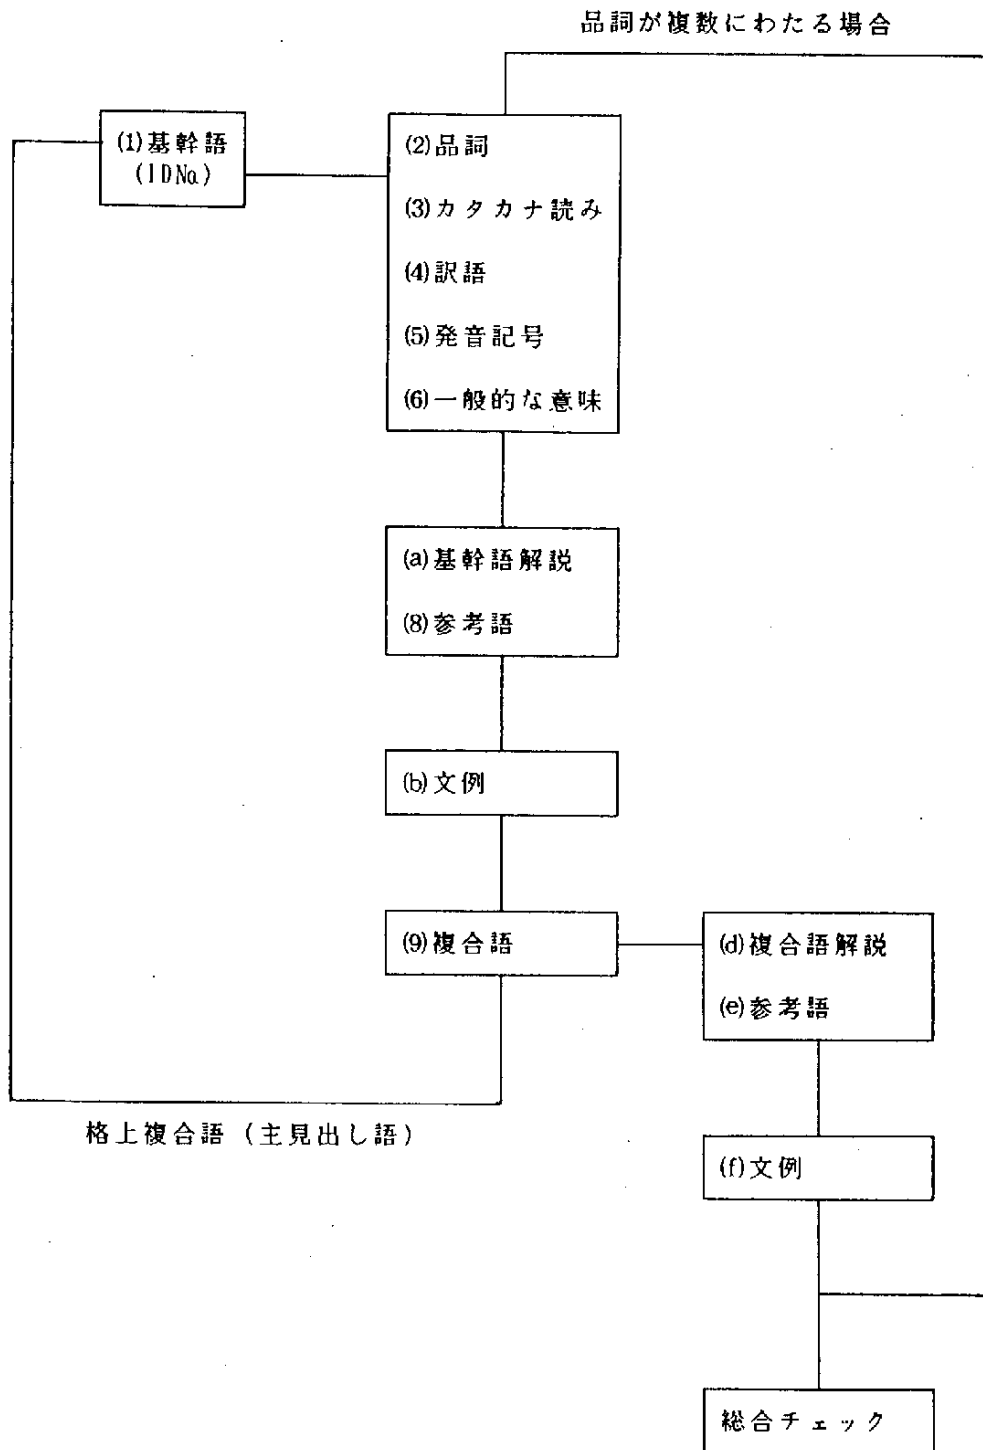 品詞が複数にわたる場合
(1)基幹語
(IDNo.)
(2)品詞
(3)カタカナ読み
(4)訳語
(5)発音記号
(6)一般的な意味
(a)基幹語解説
(8)参考語
(b)文例
(9)複合語
(d)複合語解説
(e)参考語
格上複合語（主見出し語）
(f)文例
総合チェック